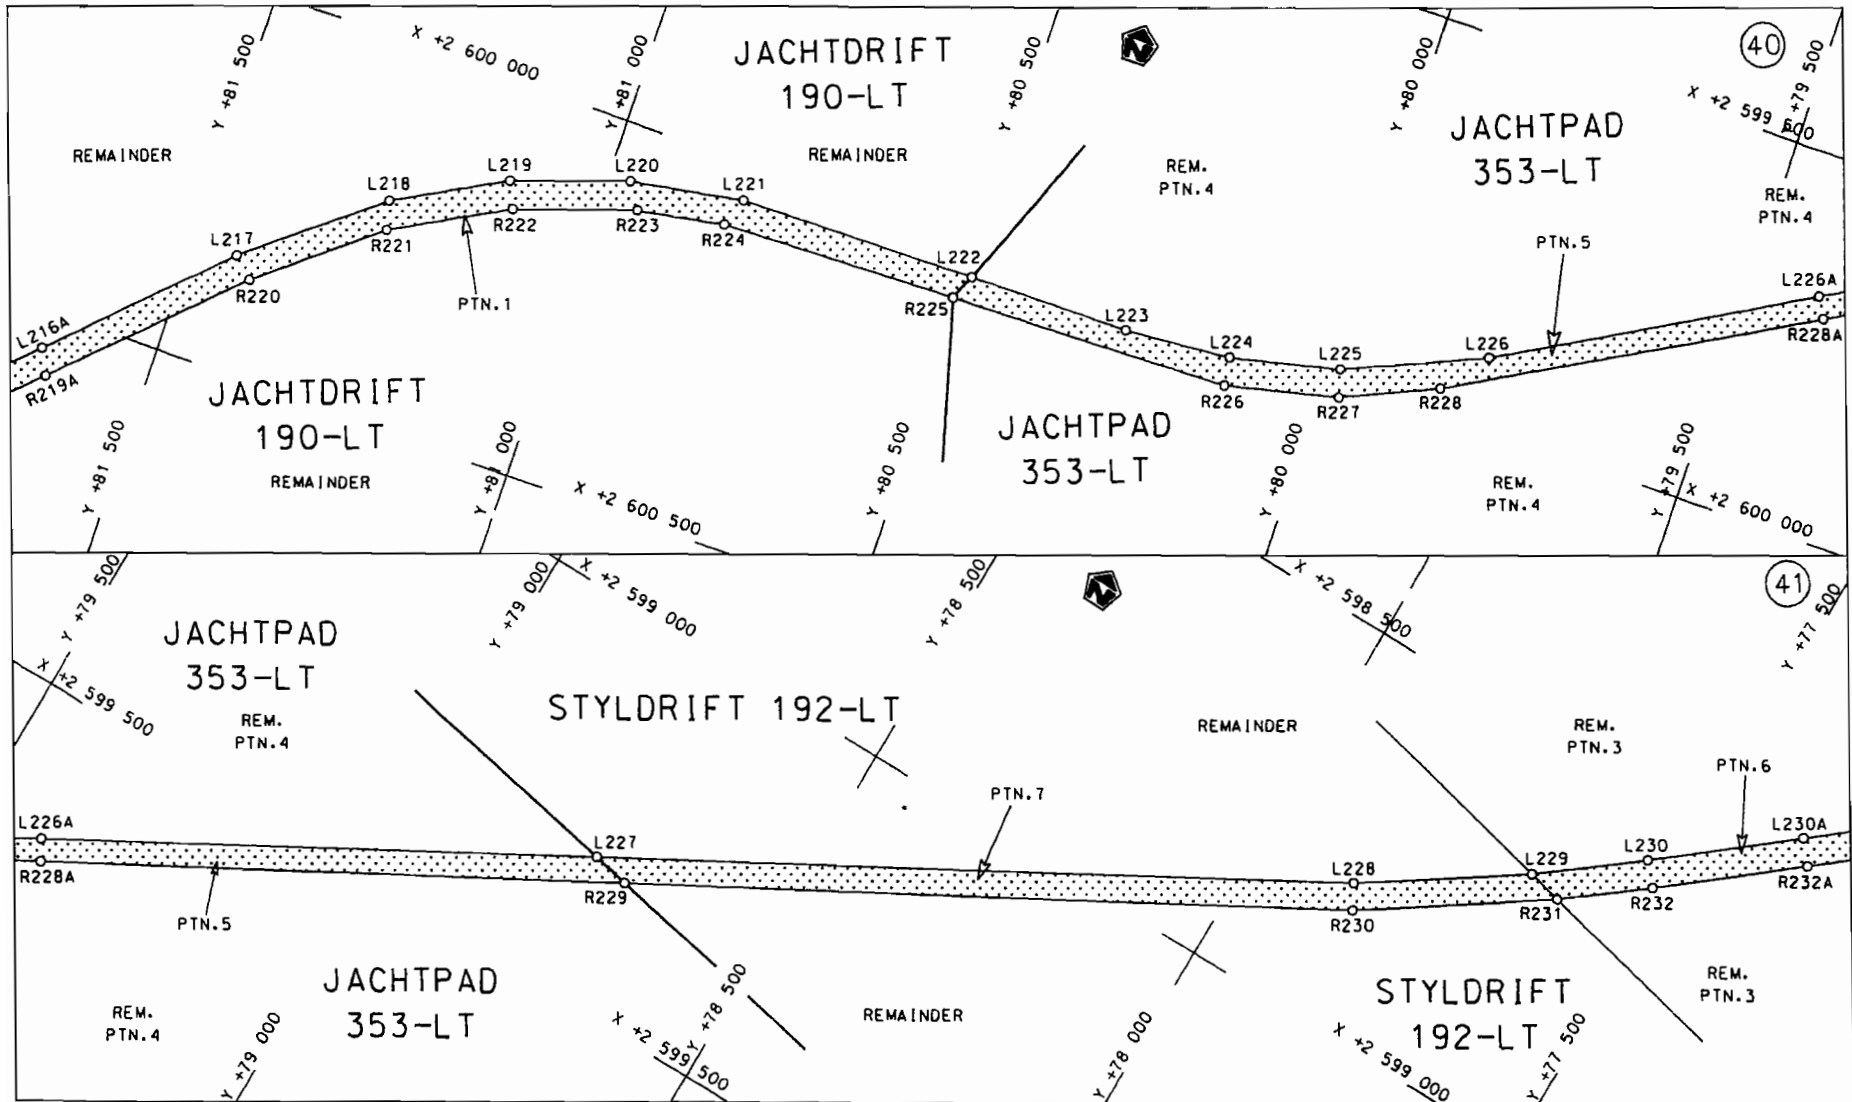 Y +81 500
X +2 600 000
Y +81 000
JACHTDRIFT
190-LT
Y +80 500
N
Y +80 000
40
X +2 599 500
Y +79 500
REMAINDER
REMAINDER
JACHTPAD
353-LT
REM.
PTN.4
REM.
PTN.4
L216A
L217
L218
L219
L220
L221
L222
L223
L224
L225
L226
L226A
PTN.5
R219A
R220
R221
R222
R223
R224
R225
R226
R227
R228
R228A
PTN.1
JACHTDRIFT
190-LT
REMAINDER
JACHTPAD
353-LT
REM.
PTN.4
Y +81 500
Y +81 000
X +2 600 500
Y +80 500
Y +80 000
Y +79 500
X +2 600 000
Y +79 500
Y +79 000
X +2 599 000
Y +78 500
N
X +2 598 500
41
Y +77 500
JACHTPAD
353-LT
X +2 599 500
REM.
PTN.4
STYLDRIFT 192-LT
REMAINDER
REM.
PTN.3
PTN.6
PTN.7
L226A
L227
L228
L229
L230
L230A
R228A
R229
R230
R231
R232
R232A
PTN.5
JACHTPAD
353-LT
REM.
PTN.4
Y +79 000
X +2 599 500
Y +78 500
REMAINDER
Y +78 000
STYLDRIFT
192-LT
REM.
PTN.3
X +2 599 000
Y +77 500